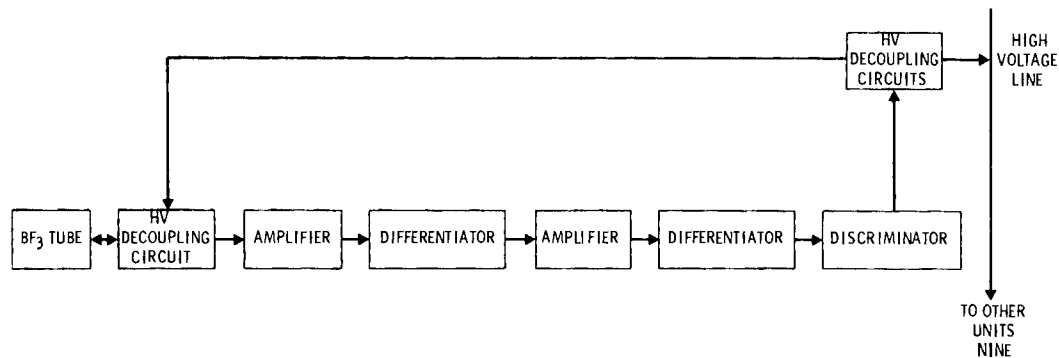 HV
DECOUPLING
CIRCUITS
HIGH
VOLTAGE
LINE
BF₃ TUBE
HV
DECOUPLING
CIRCUIT
AMPLIFIER
DIFFERENTIATOR
AMPLIFIER
DIFFERENTIATOR
DISCRIMINATOR
TO OTHER
UNITS
NINE